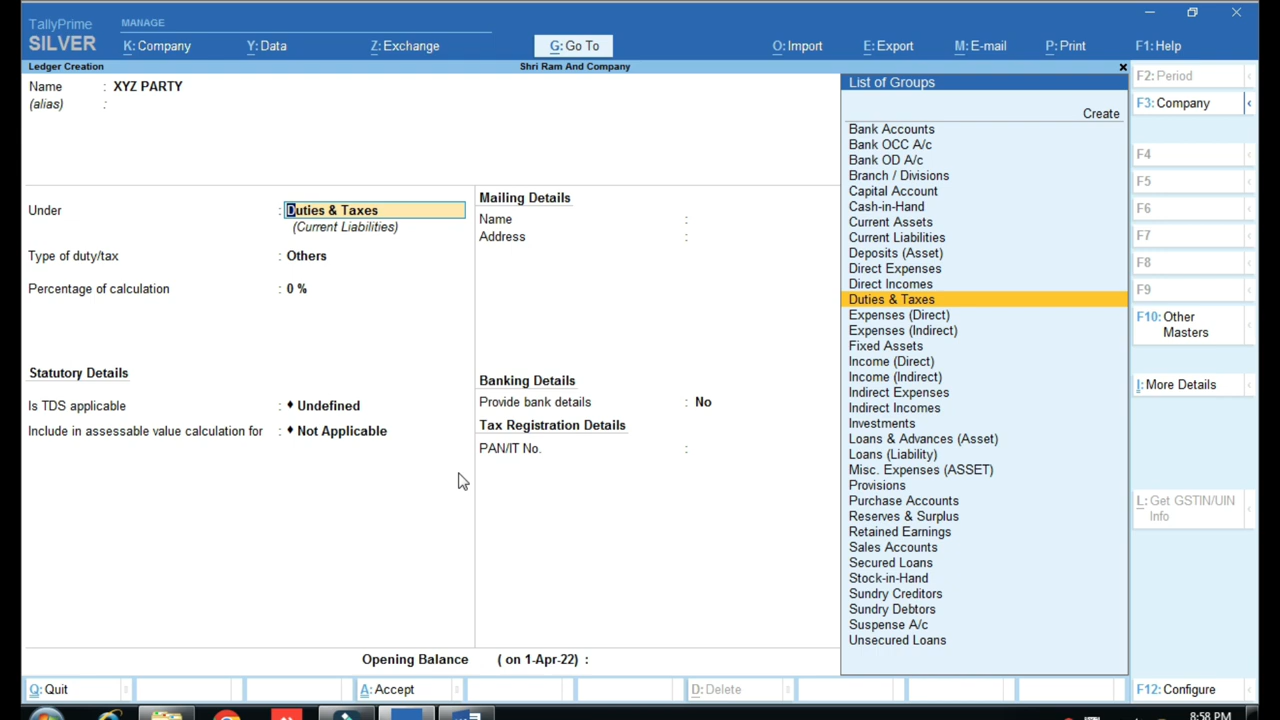 TallyPrime
MANAGE
SILVER
K: Company
Y: Data
Z: Exchange
G: Go To
O: Import
E: Export
M: E-mail
P: Print
F1: Help
Ledger Creation
Shri Ram And Company
Name : XYZ PARTY
(alias) :
Under : Duties & Taxes
(Current Liabilities)
Type of duty/tax : Others
Percentage of calculation : 0 %
Statutory Details
Is TDS applicable : ♦ Undefined
Include in assessable value calculation for : ♦ Not Applicable
Mailing Details
Name :
Address :
Banking Details
Provide bank details : No
Tax Registration Details
PAN/IT No. :
Opening Balance ( on 1-Apr-22) :
List of Groups
Create
Bank Accounts
Bank OCC A/c
Bank OD A/c
Branch / Divisions
Capital Account
Cash-in-Hand
Current Assets
Current Liabilities
Deposits (Asset)
Direct Expenses
Direct Incomes
Duties & Taxes
Expenses (Direct)
Expenses (Indirect)
Fixed Assets
Income (Direct)
Income (Indirect)
Indirect Expenses
Indirect Incomes
Investments
Loans & Advances (Asset)
Loans (Liability)
Misc. Expenses (ASSET)
Provisions
Purchase Accounts
Reserves & Surplus
Retained Earnings
Sales Accounts
Secured Loans
Stock-in-Hand
Sundry Creditors
Sundry Debtors
Suspense A/c
Unsecured Loans
F2: Period
F3: Company
F4
F5
F6
F7
F8
F9
F10: Other
Masters
I: More Details
L: Get GSTIN/UIN
Info
Q: Quit
A: Accept
D: Delete
F12: Configure
8:58 PM